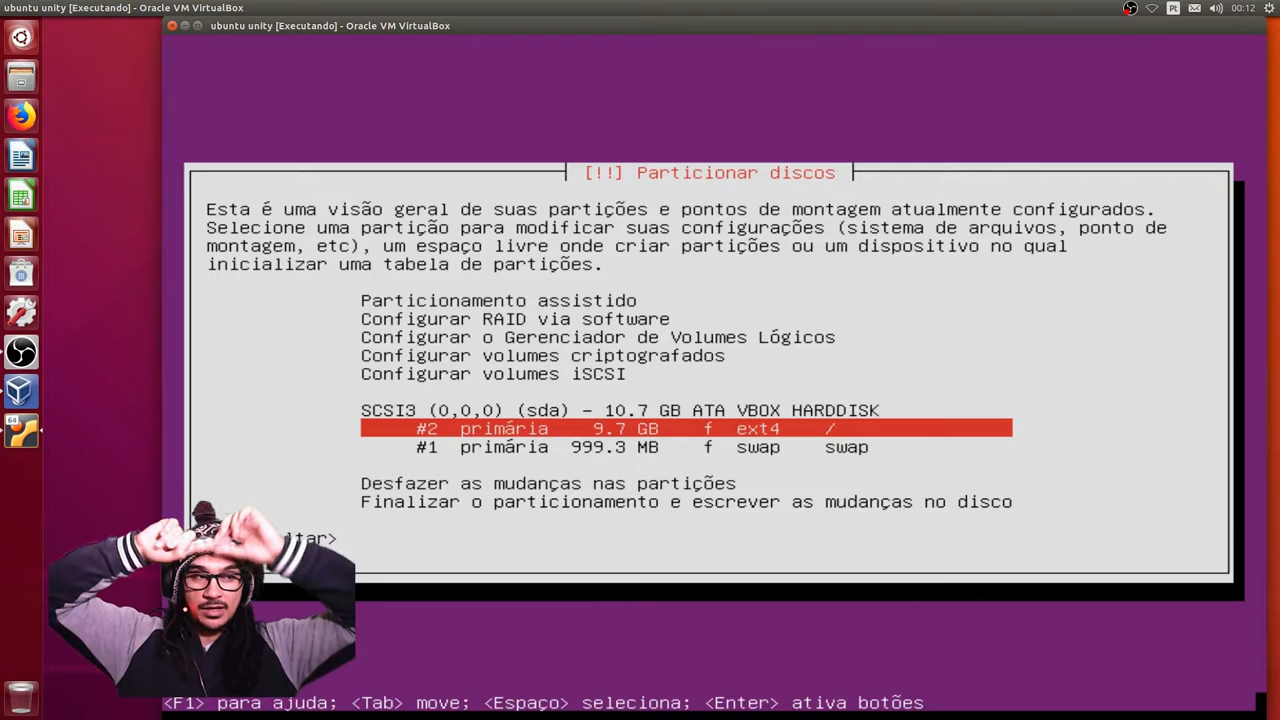 ubuntu unity [Executando] - Oracle VM VirtualBox
Pt
00:12
ubuntu unity [Executando] - Oracle VM VirtualBox
[!!] Particionar discos
Esta é uma visão geral de suas partições e pontos de montagem atualmente configurados.
Selecione uma partição para modificar suas configurações (sistema de arquivos, ponto de
montagem, etc), um espaço livre onde criar partições ou um dispositivo no qual
inicializar uma tabela de partições.
Particionamento assistido
Configurar RAID via software
Configurar o Gerenciador de Volumes Lógicos
Configurar volumes criptografados
Configurar volumes iSCSI
SCSI3 (0,0,0) (sda) - 10.7 GB ATA VBOX HARDDISK
#2 primária 9.7 GB f ext4 /
#1 primária 999.3 MB f swap swap
Desfazer as mudanças nas partições
Finalizar o particionamento e escrever as mudanças no disco
ltar>
64
<F1> para ajuda; <Tab> move; <Espaço> seleciona; <Enter> ativa botões